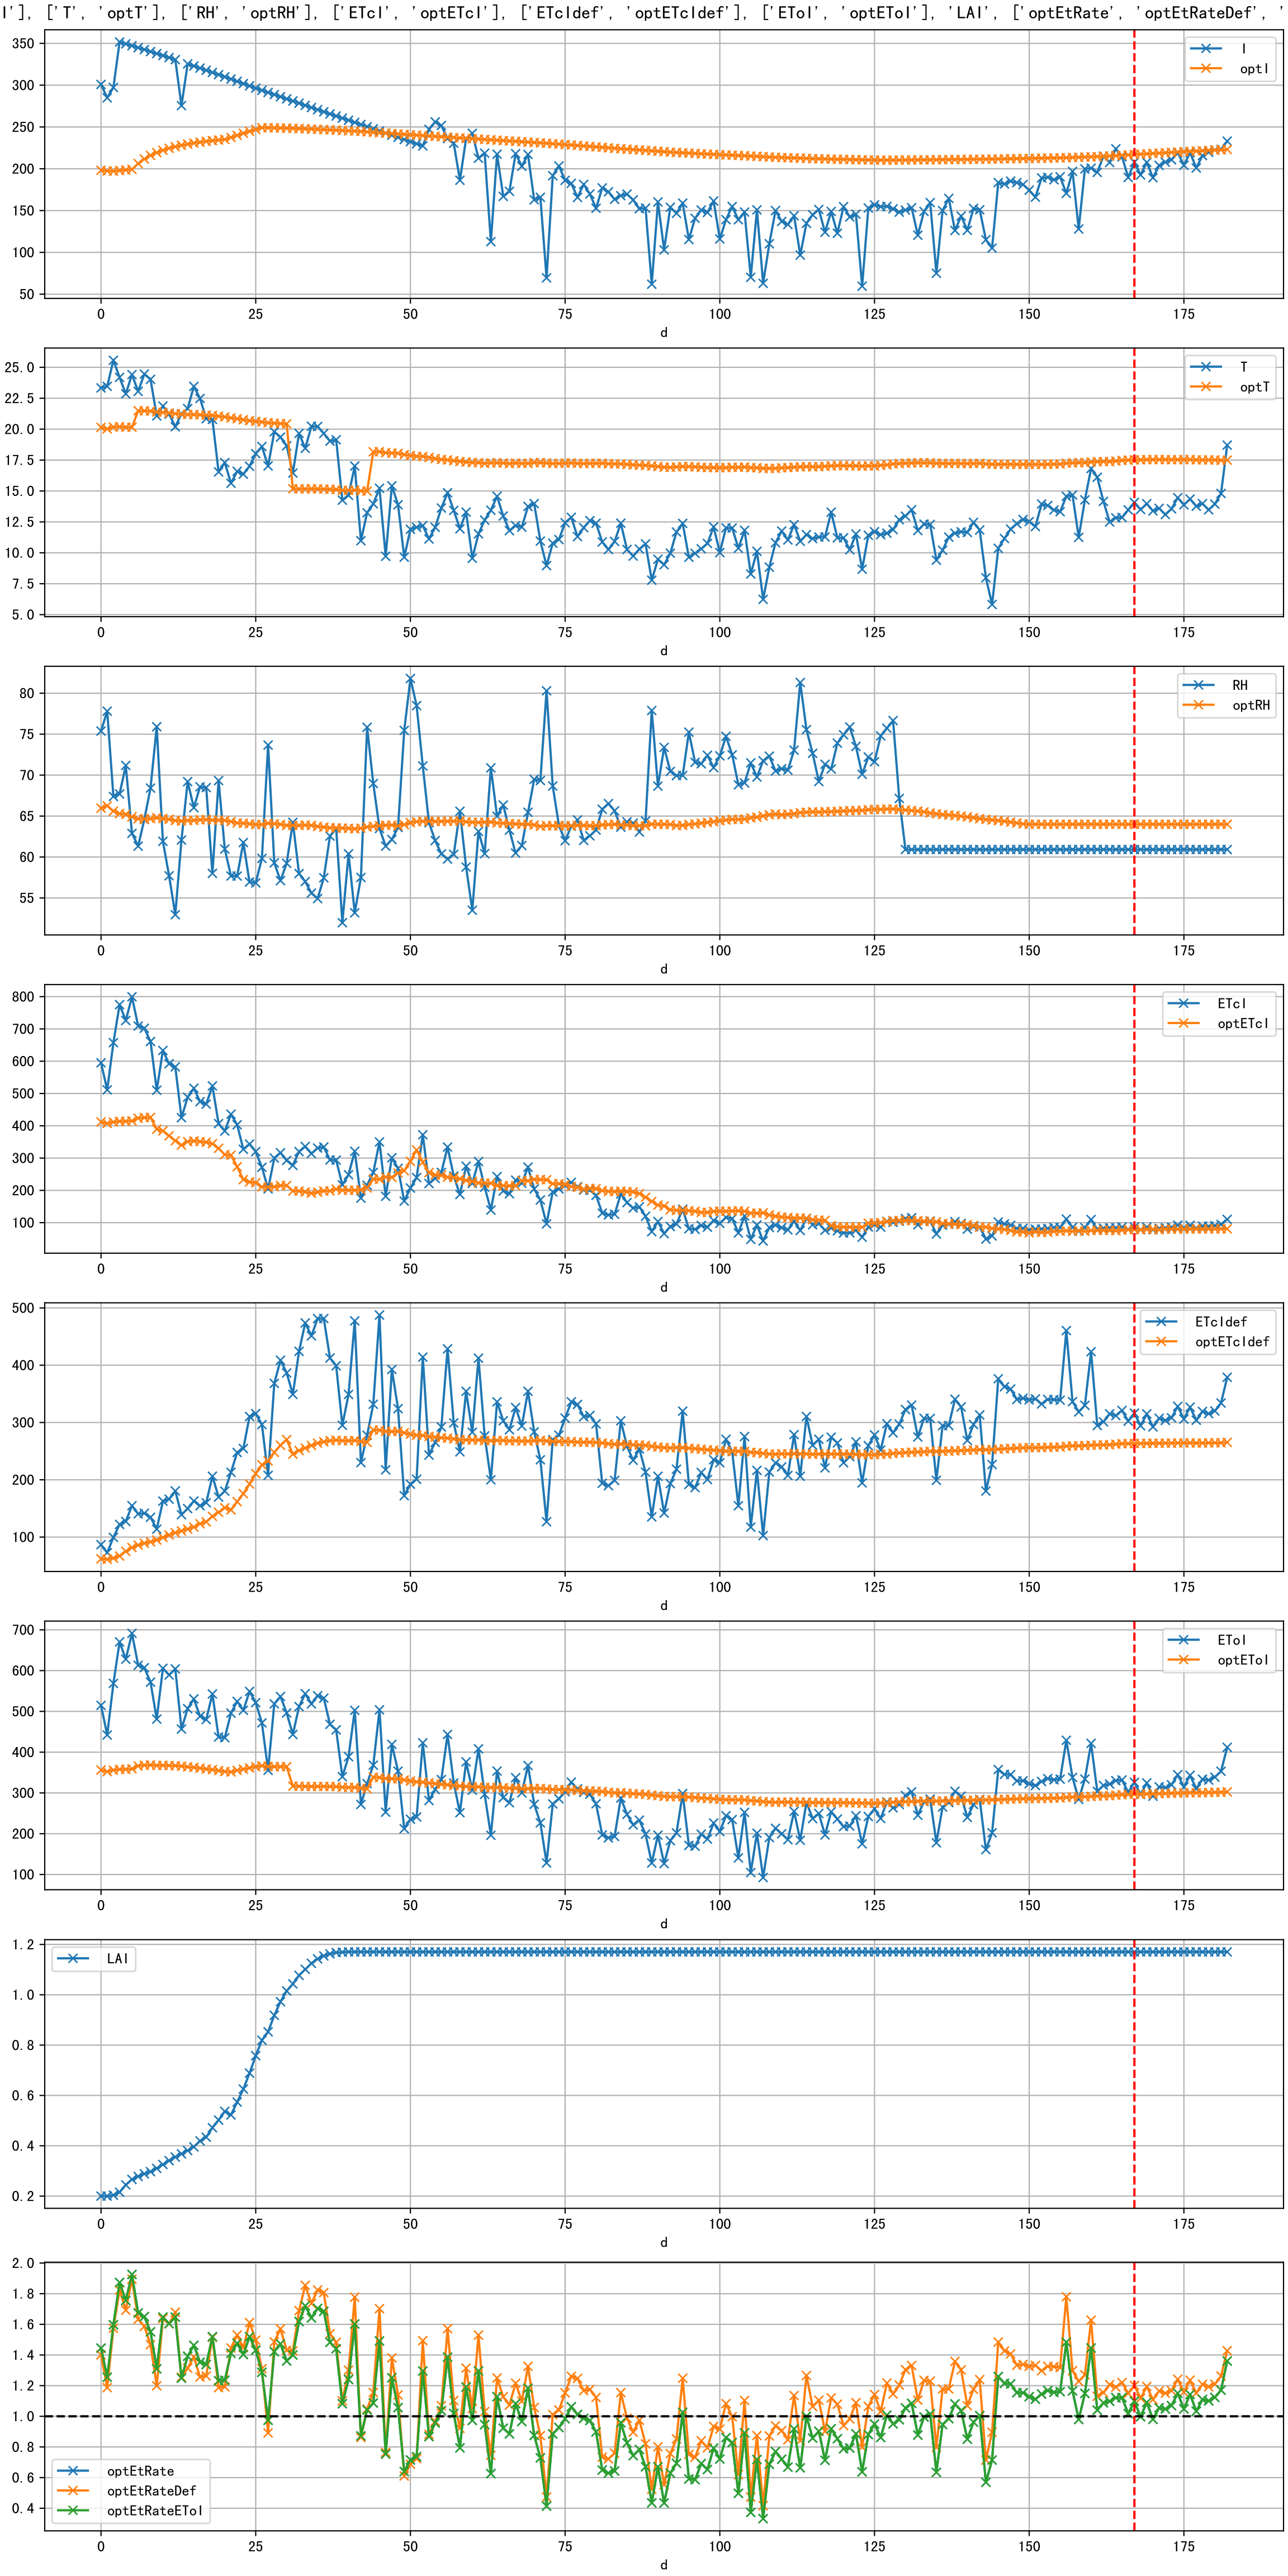 I'], ['T', 'optT'], ['RH', 'optRH'], ['ETcI', 'optETcI'], ['ETcIdef', 'optETcIdef'], ['EToI', 'optEToI'], 'LAI', ['optEtRate', 'optEtRateDef', '
350
300
250
200
150
100
50
I
optI
0 25 50 75 100 125 150 175
d
25.0
22.5
20.0
17.5
15.0
12.5
10.0
7.5
5.0
T
optT
0 25 50 75 100 125 150 175
d
80
75
70
65
60
55
RH
optRH
0 25 50 75 100 125 150 175
d
800
700
600
500
400
300
200
100
ETcI
optETcI
0 25 50 75 100 125 150 175
d
500
400
300
200
100
ETcIdef
optETcIdef
0 25 50 75 100 125 150 175
d
700
600
500
400
300
200
100
EToI
optEToI
0 25 50 75 100 125 150 175
d
1.2
1.0
0.8
0.6
0.4
0.2
LAI
0 25 50 75 100 125 150 175
d
2.0
1.8
1.6
1.4
1.2
1.0
0.8
0.6
0.4
optEtRate
optEtRateDef
optEtRateEToI
0 25 50 75 100 125 150 175
d